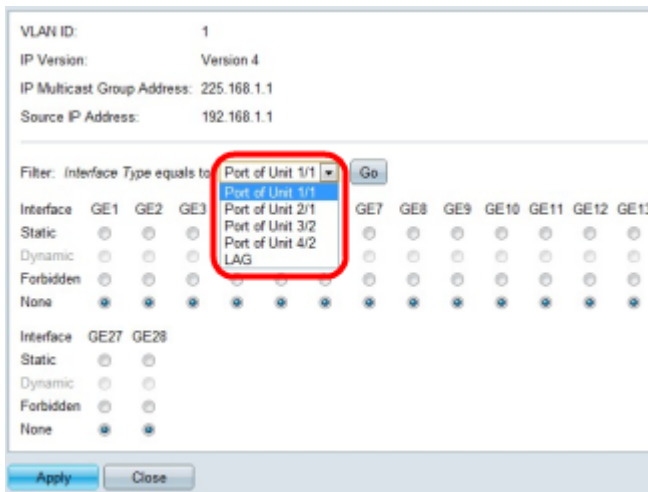 VLAN ID: 1
IP Version: Version 4
IP Multicast Group Address: 225.168.1.1
Source IP Address: 192.168.1.1
Filter: Interface Type equals to Port of Unit 1/1 Go
Port of Unit 1/1
Port of Unit 2/1
Port of Unit 3/2
Port of Unit 4/2
LAG
Interface GE1 GE2 GE3 GE7 GE8 GE9 GE10 GE11 GE12 GE13
Static
Dynamic
Forbidden
None
Interface GE27 GE28
Static
Dynamic
Forbidden
None
Apply Close